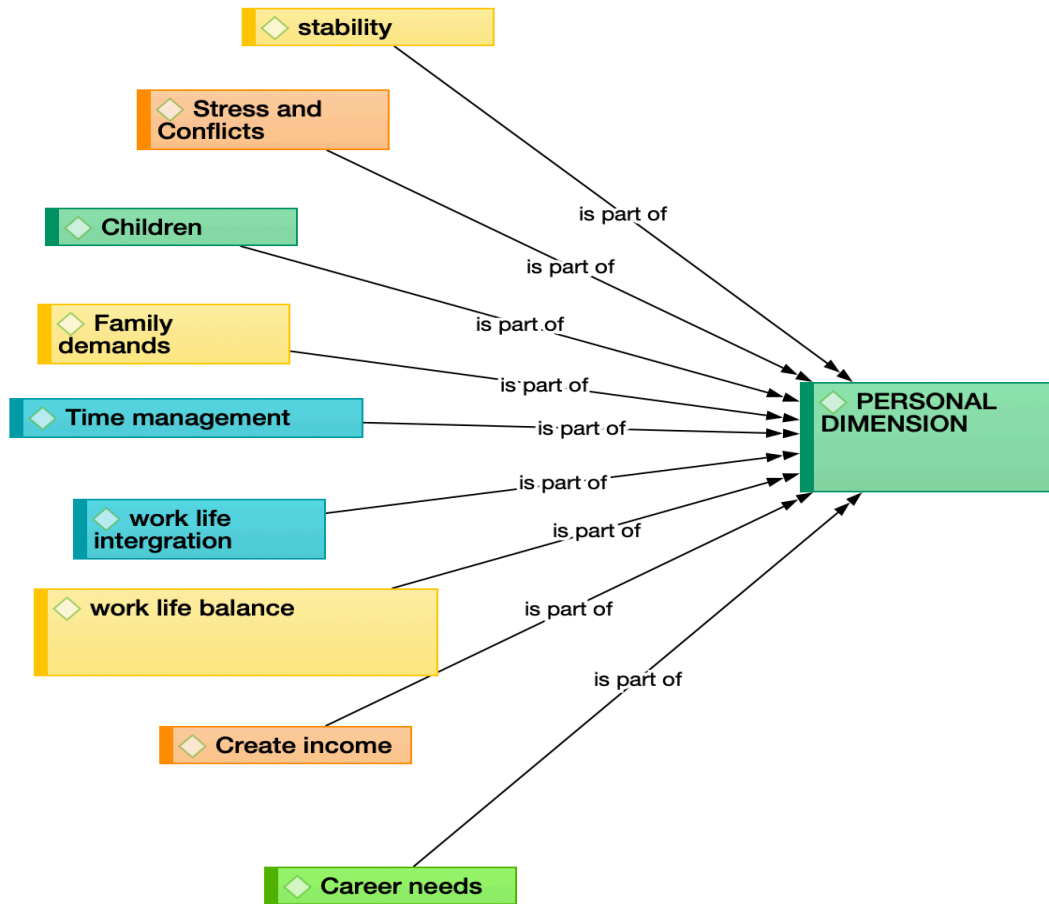 stability
Stress and
Conflicts
is part of
Children
is part of
Family
demands
is part of
is part of
PERSONAL
DIMENSION
Time management
is part of
work life
intergration
is part of
is part of
work life balance
is part of
is part of
Create income
Career needs